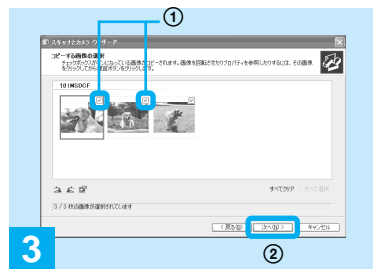 ①
スキャナとカメラ ウィザード
コピーする画像の選択
チェックボックスがオンになっている画像がコピーされます。画像を回転させたりプロパティを参照したりするには、その画像
をクリックしてから適切なボタンをクリックします。
101MSDCF
すべてクリア
すべて選択
3 / 3 枚の画像が選択されています
< 戻る(B)
次へ(N) >
キャンセル
3
②